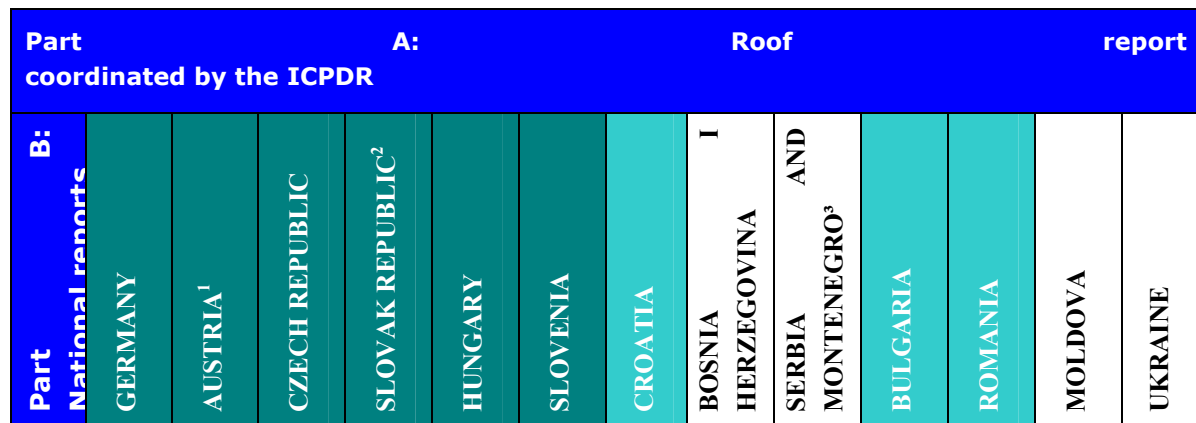 Part A: Roof report
coordinated by the ICPDR
Part B:
National reports
GERMANY
AUSTRIA¹
CZECH REPUBLIC
SLOVAK REPUBLIC²
HUNGARY
SLOVENIA
CROATIA
BOSNIA I
HERZEGOVINA
SERBIA AND
MONTENEGRO³
BULGARIA
ROMANIA
MOLDOVA
UKRAINE